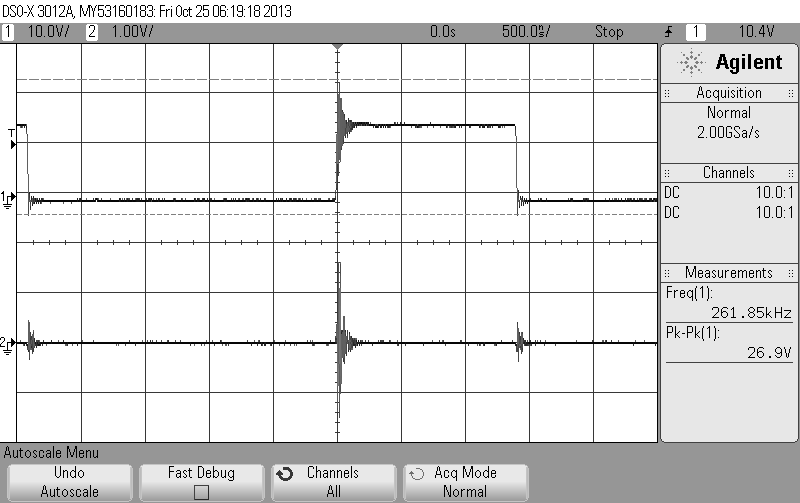 DSO-X 3012A, MY53160183: Fri Oct 25 06:19:18 2013
1 10.0V/ 2 1.00V/ 0.0s 500.0ns/ Stop 1 10.4V
Agilent
Acquisition
Normal
2.00GSa/s
Channels
DC 10.0:1
DC 10.0:1
Measurements
Freq(1):
261.85kHz
Pk-Pk(1):
26.9V
T
1
2
Autoscale Menu
Undo
Autoscale
Fast Debug
Channels
All
Acq Mode
Normal